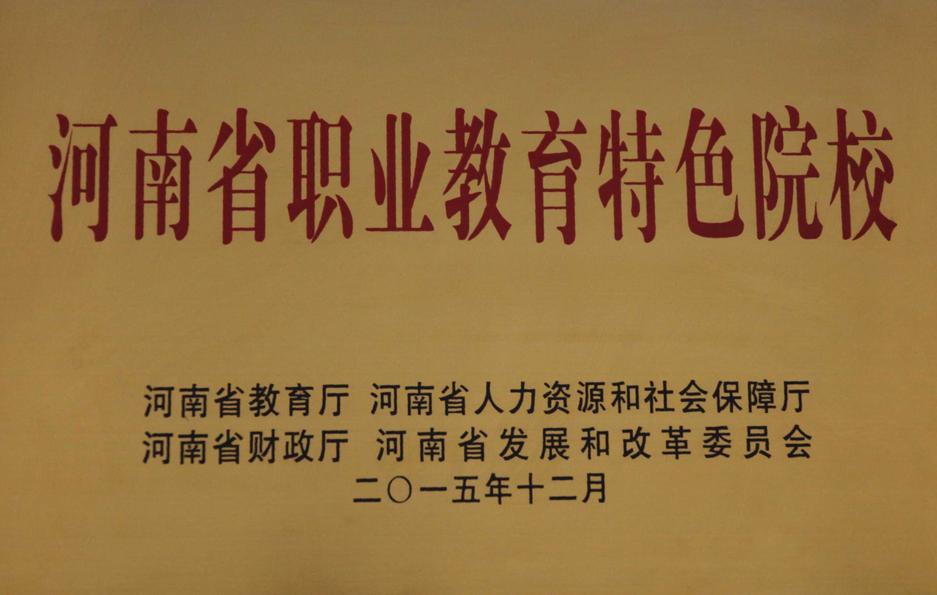 河南省职业教育特色院校
河南省教育厅 河南省人力资源和社会保障厅
河南省财政厅 河南省发展和改革委员会
二〇一五年十二月